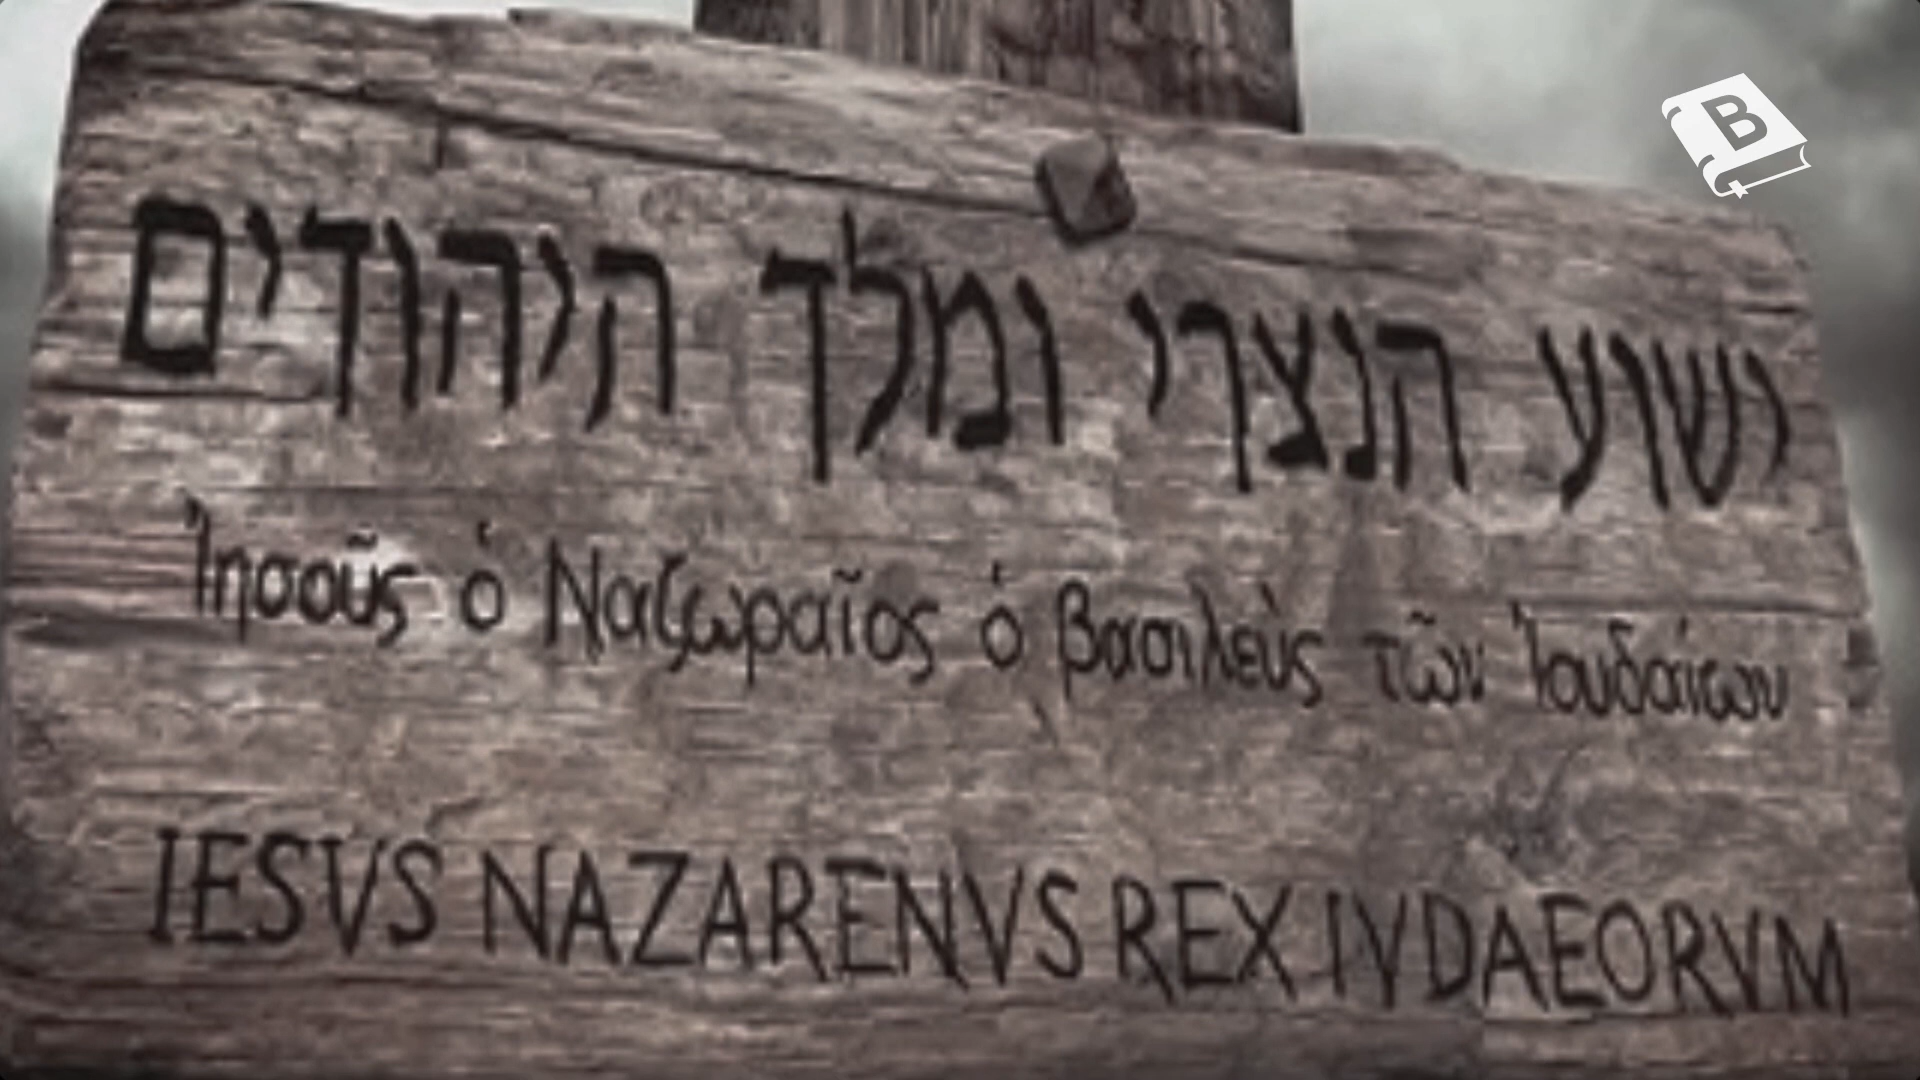 ישוע הנצרי ומלך היהודים
Ἰησοῦς ὁ Ναζωραῖος ὁ βασιλεὺς τῶν Ἰουδαίων
IESVS NAZARENVS REX IVDAEORVM
B